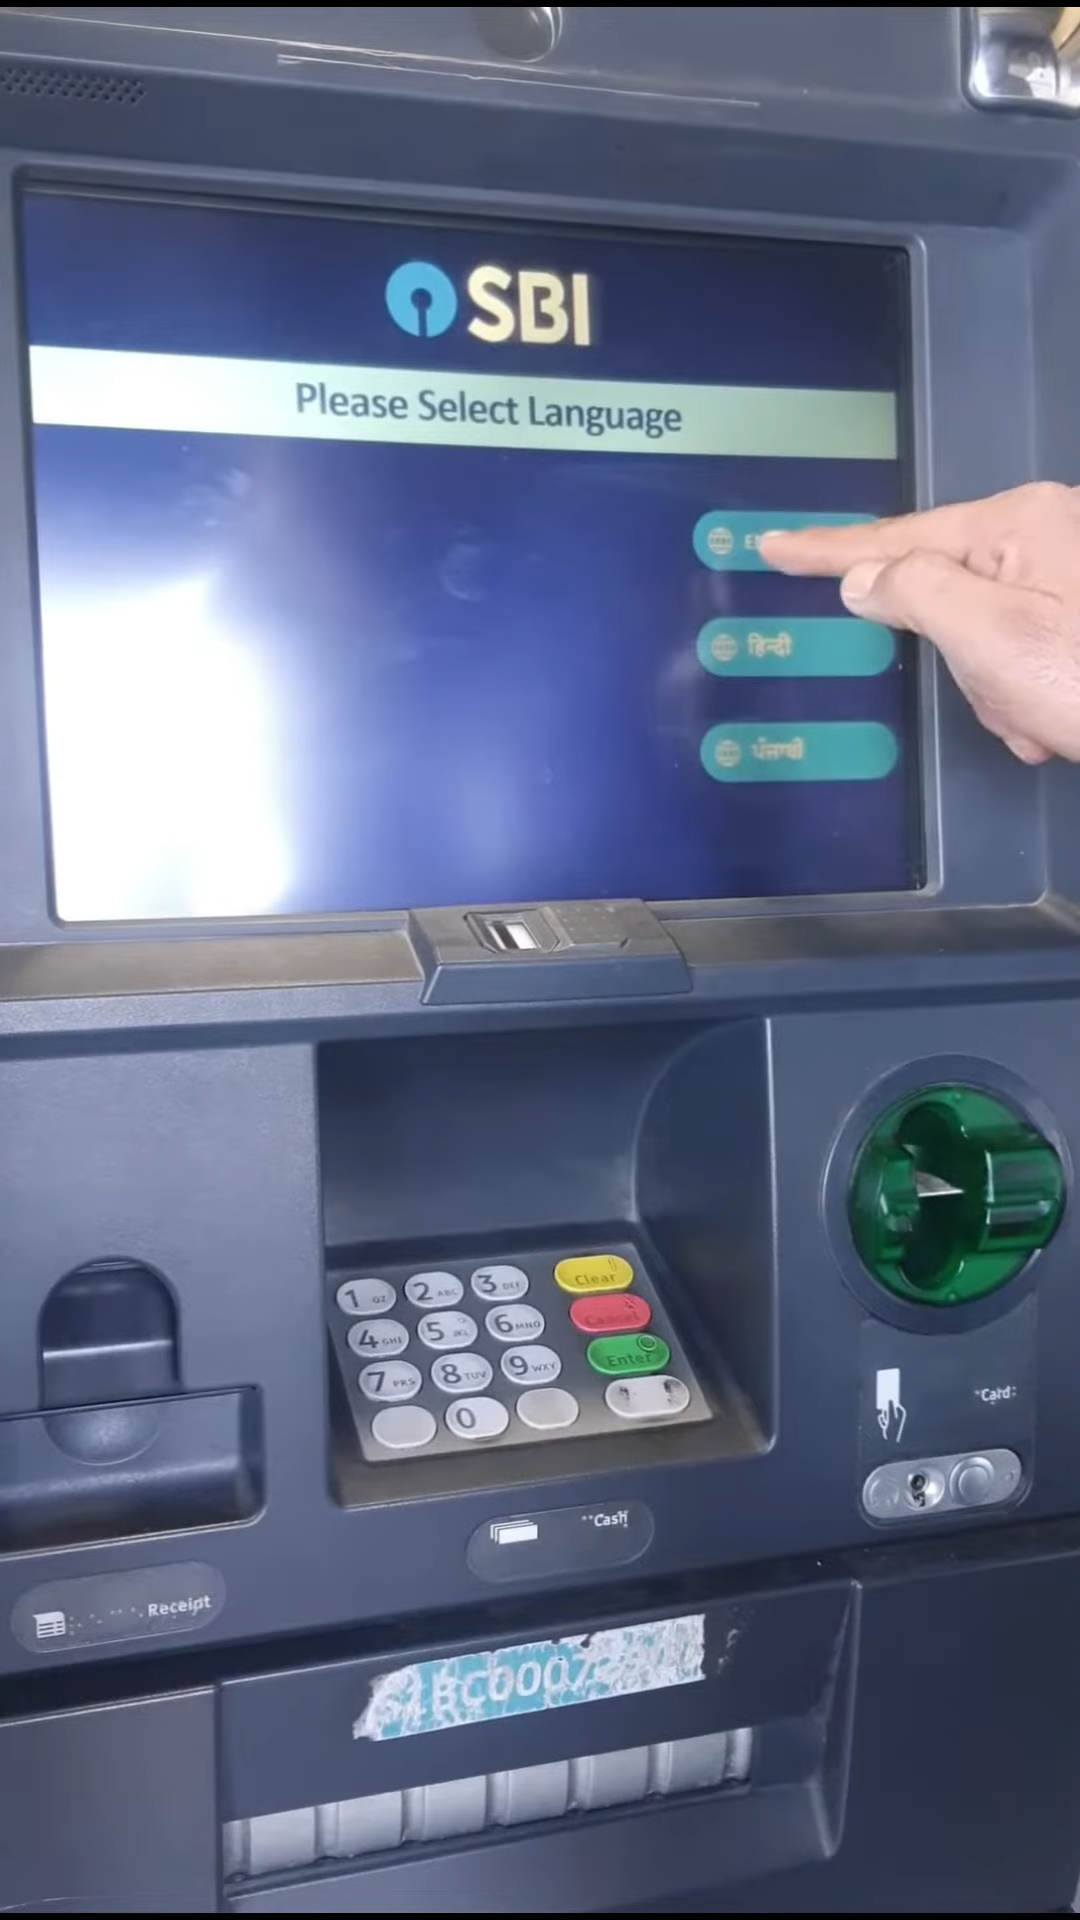 SBI
Please Select Language
हिन्दी
ਪੰਜਾਬੀ
1 QZ 2 ABC 3 DEF Clear
4 GHI 5 JKL 6 MNO Cancel
7 PRS 8 TUV 9 WXY Enter
0
Card
Cash
Receipt